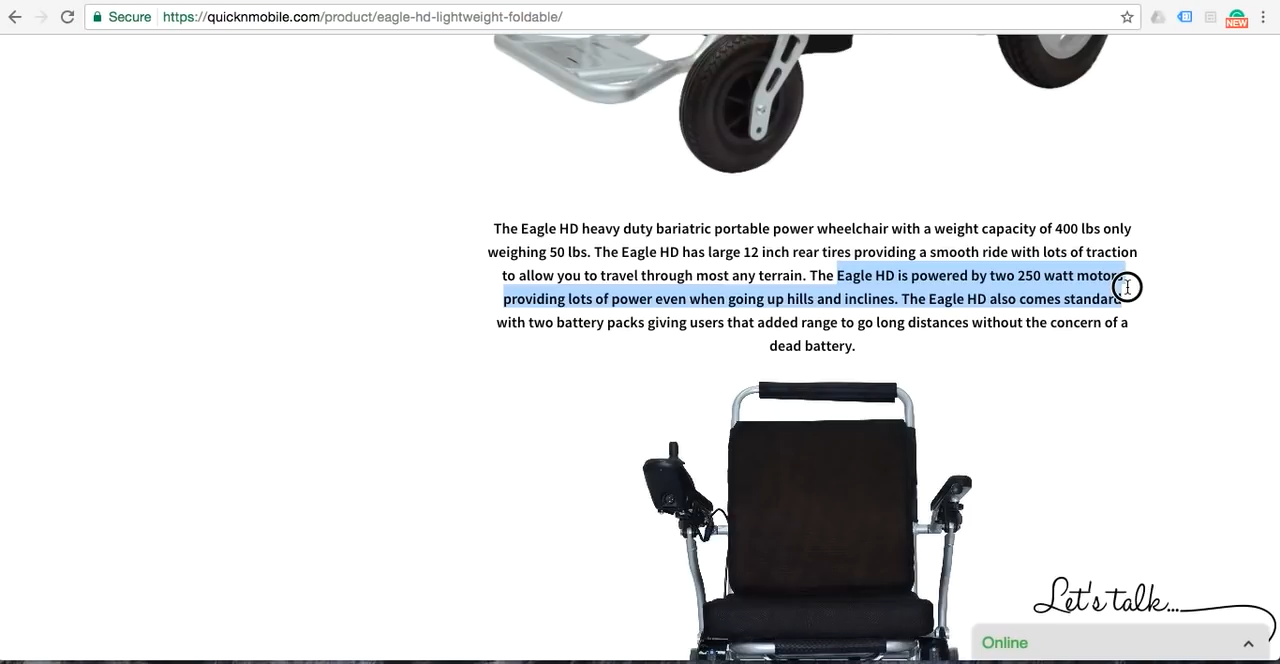 Secure
https://quicknmobile.com/product/eagle-hd-lightweight-foldable/
NEW
The Eagle HD heavy duty bariatric portable power wheelchair with a weight capacity of 400 lbs only
weighing 50 lbs. The Eagle HD has large 12 inch rear tires providing a smooth ride with lots of traction
to allow you to travel through most any terrain. The Eagle HD is powered by two 250 watt motors
providing lots of power even when going up hills and inclines. The Eagle HD also comes standard
with two battery packs giving users that added range to go long distances without the concern of a
dead battery.
Let's talk...
Online